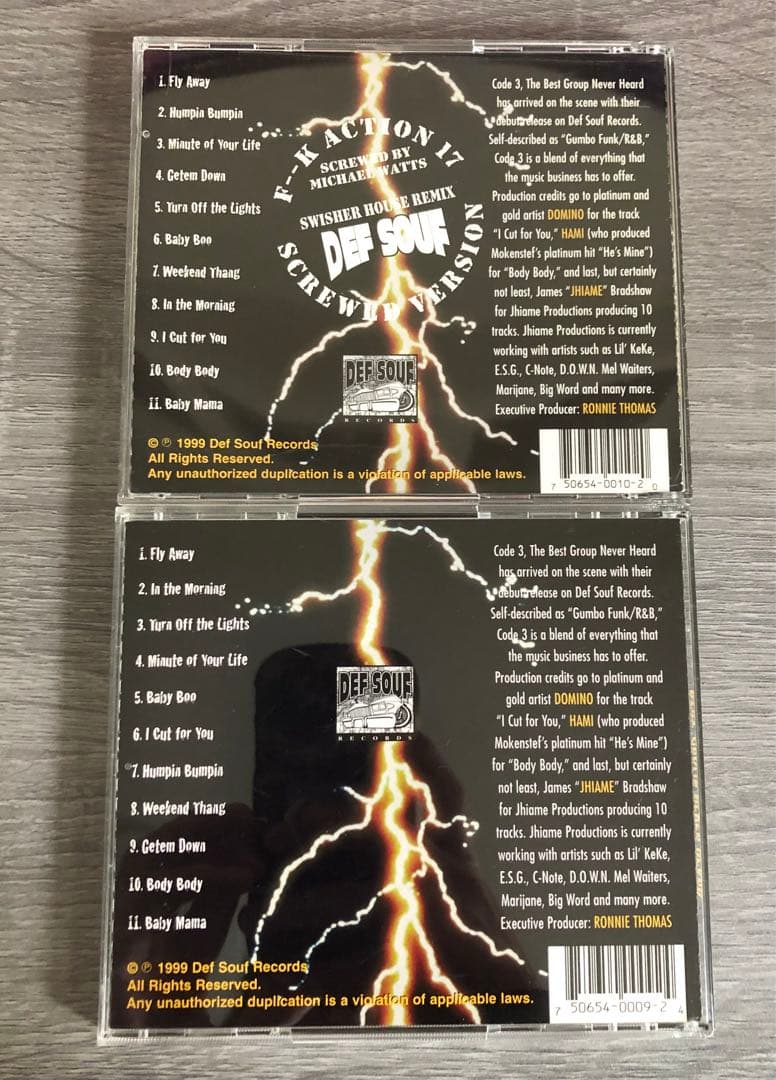 1. Fly Away
2. Humpin Bumpin
3. Minute of Your Life
4. Getem Down
5. Turn Off the Lights
6. Baby Boo
7. Weekend Thang
8. In the Morning
9. I Cut for You
10. Body Body
11. Baby Mama
F--K ACTION 17
SCREWED BY
MICHAEL WATTS
SWISHER HOUSE REMIX
DEF SOUF
SCREWED VERSION
DEF SOUF
RECORDS
Code 3, The Best Group Never Heard
has arrived on the scene with their
debut release on Def Souf Records.
Self-described as "Gumbo Funk/R&B,"
Code 3 is a blend of everything that
the music business has to offer.
Production credits go to platinum and
gold artist DOMINO for the track
"I Cut for You," HAMI (who produced
Mokenstef's platinum hit "He's Mine")
for "Body Body," and last, but certainly
not least, James "JHIAME" Bradshaw
for Jhiame Productions producing 10
tracks. Jhiame Productions is currently
working with artists such as Lil' KeKe,
E.S.G., C-Note, D.O.W.N. Mel Waiters,
Marijane, Big Word and many more.
Executive Producer: RONNIE THOMAS
© ℗ 1999 Def Souf Records
All Rights Reserved.
Any unauthorized duplication is a violation of applicable laws.
7 50654-0010-2 0
1. Fly Away
2. In the Morning
3. Turn Off the Lights
4. Minute of Your Life
5. Baby Boo
6. I Cut for You
7. Humpin Bumpin
8. Weekend Thang
9. Getem Down
10. Body Body
11. Baby Mama
DEF SOUF
RECORDS
Code 3, The Best Group Never Heard
has arrived on the scene with their
debut release on Def Souf Records.
Self-described as "Gumbo Funk/R&B,"
Code 3 is a blend of everything that
the music business has to offer.
Production credits go to platinum and
gold artist DOMINO for the track
"I Cut for You," HAMI (who produced
Mokenstef's platinum hit "He's Mine")
for "Body Body," and last, but certainly
not least, James "JHIAME" Bradshaw
for Jhiame Productions producing 10
tracks. Jhiame Productions is currently
working with artists such as Lil' KeKe,
E.S.G., C-Note, D.O.W.N. Mel Waiters,
Marijane, Big Word and many more.
Executive Producer: RONNIE THOMAS
© ℗ 1999 Def Souf Records
All Rights Reserved.
Any unauthorized duplication is a violation of applicable laws.
7 50654-0009-2 4